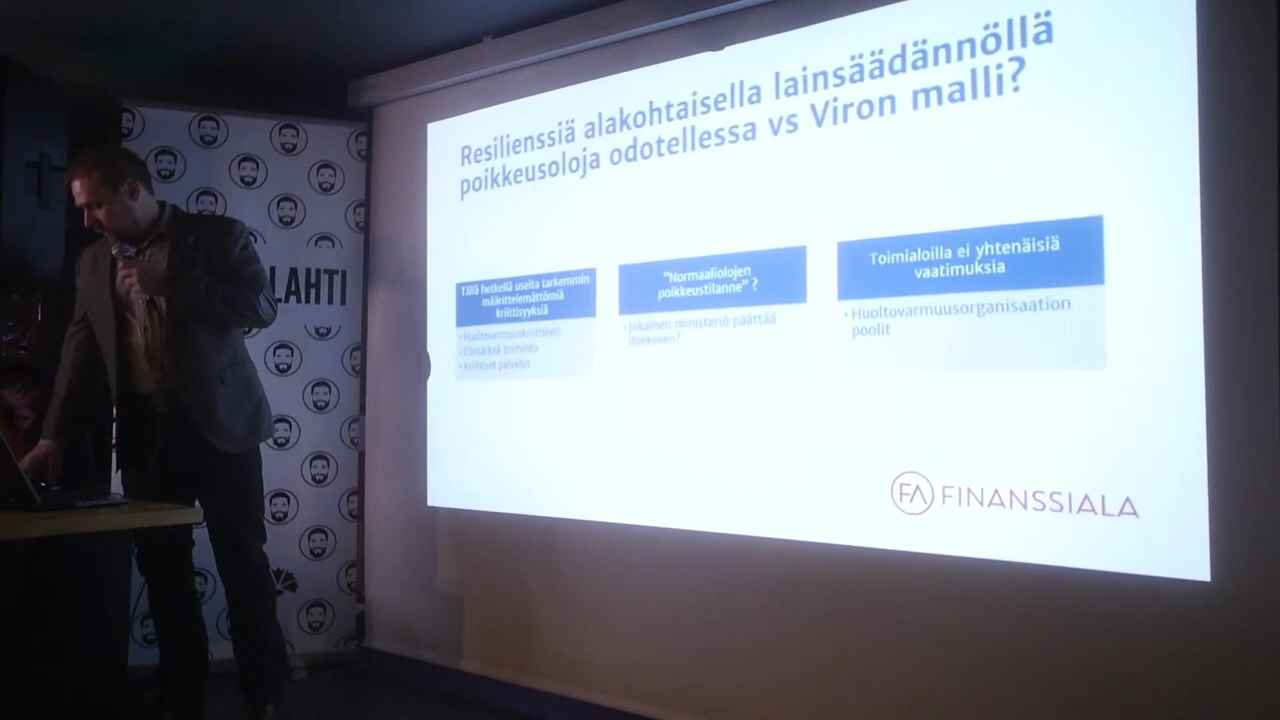 Resilienssiä alakohtaisella lainsäädännöllä
poikkeusoloja odotellessa vs Viron malli?
Tällä hetkellä useita tarkemmin
määrittelemättömiä
kriittisyyksiä
• Huoltovarmuuskriittinen
• Elintärkeä toiminto
• Kriittiset palvelut
"Normaaliolojen
poikkeustilanne" ?
• Jokainen ministeriö päättää
itsekseen?
Toimialoilla ei yhtenäisiä
vaatimuksia
• Huoltovarmuusorganisaation
poolit
FA FINANSSIALA
LAHTI